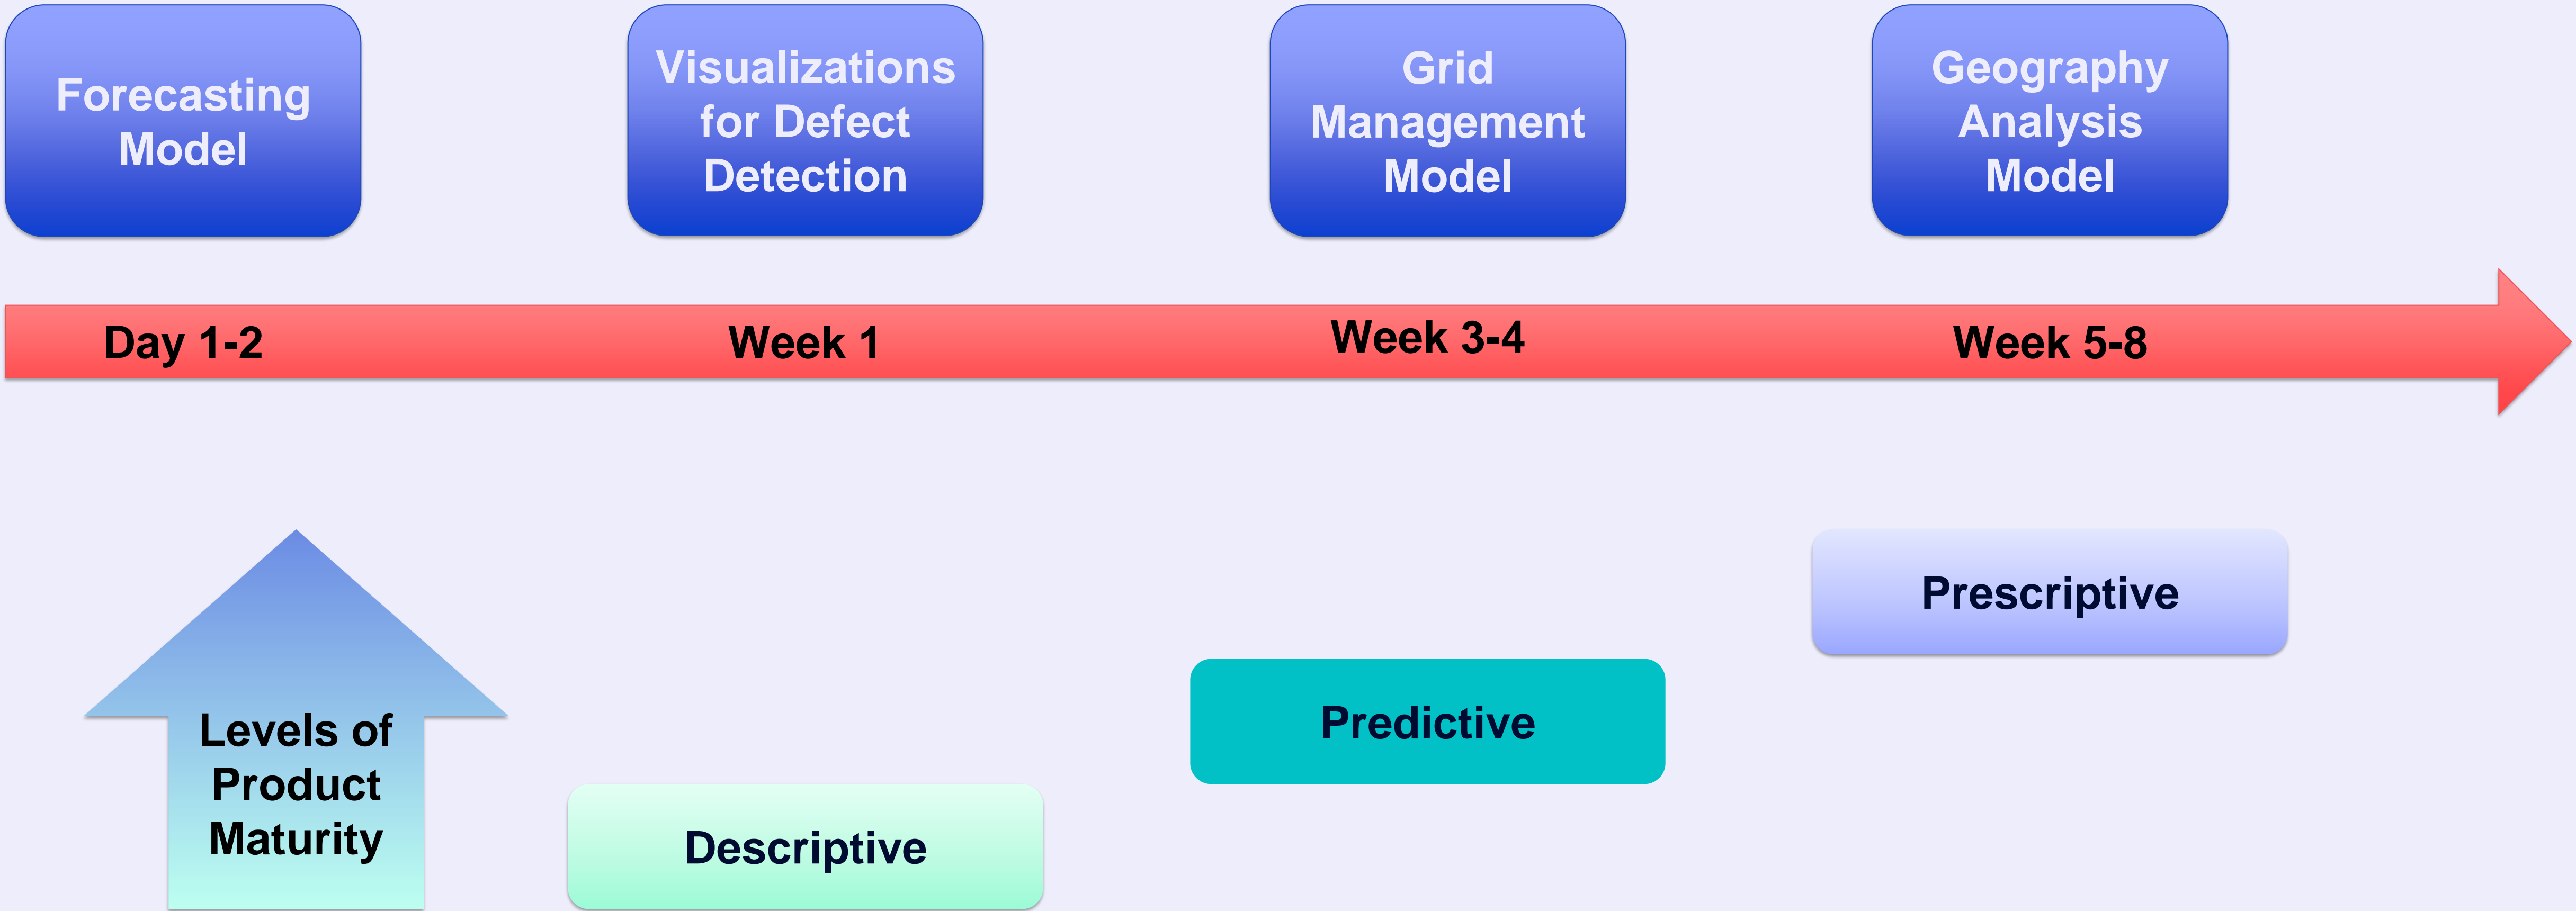 Forecasting
Model
Visualizations
for Defect
Detection
Grid
Management
Model
Geography
Analysis
Model
Day 1-2
Week 1
Week 3-4
Week 5-8
Levels of
Product
Maturity
Descriptive
Predictive
Prescriptive